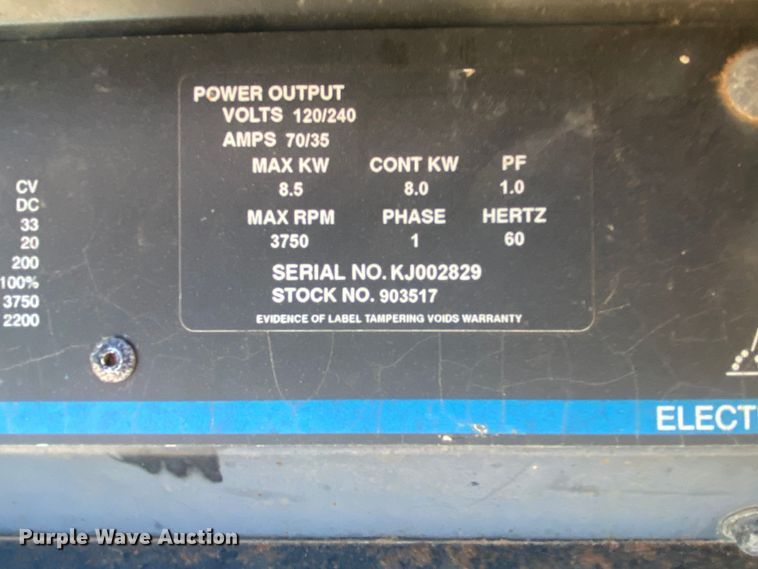 POWER OUTPUT
VOLTS 120/240
AMPS 70/35
MAX KW CONT KW PF
8.5 8.0 1.0
MAX RPM PHASE HERTZ
3750 1 60
SERIAL NO. KJ002829
STOCK NO. 903517
EVIDENCE OF LABEL TAMPERING VOIDS WARRANTY
CV
DC
33
20
200
100%
3750
2200
ELECT
Purple Wave Auction